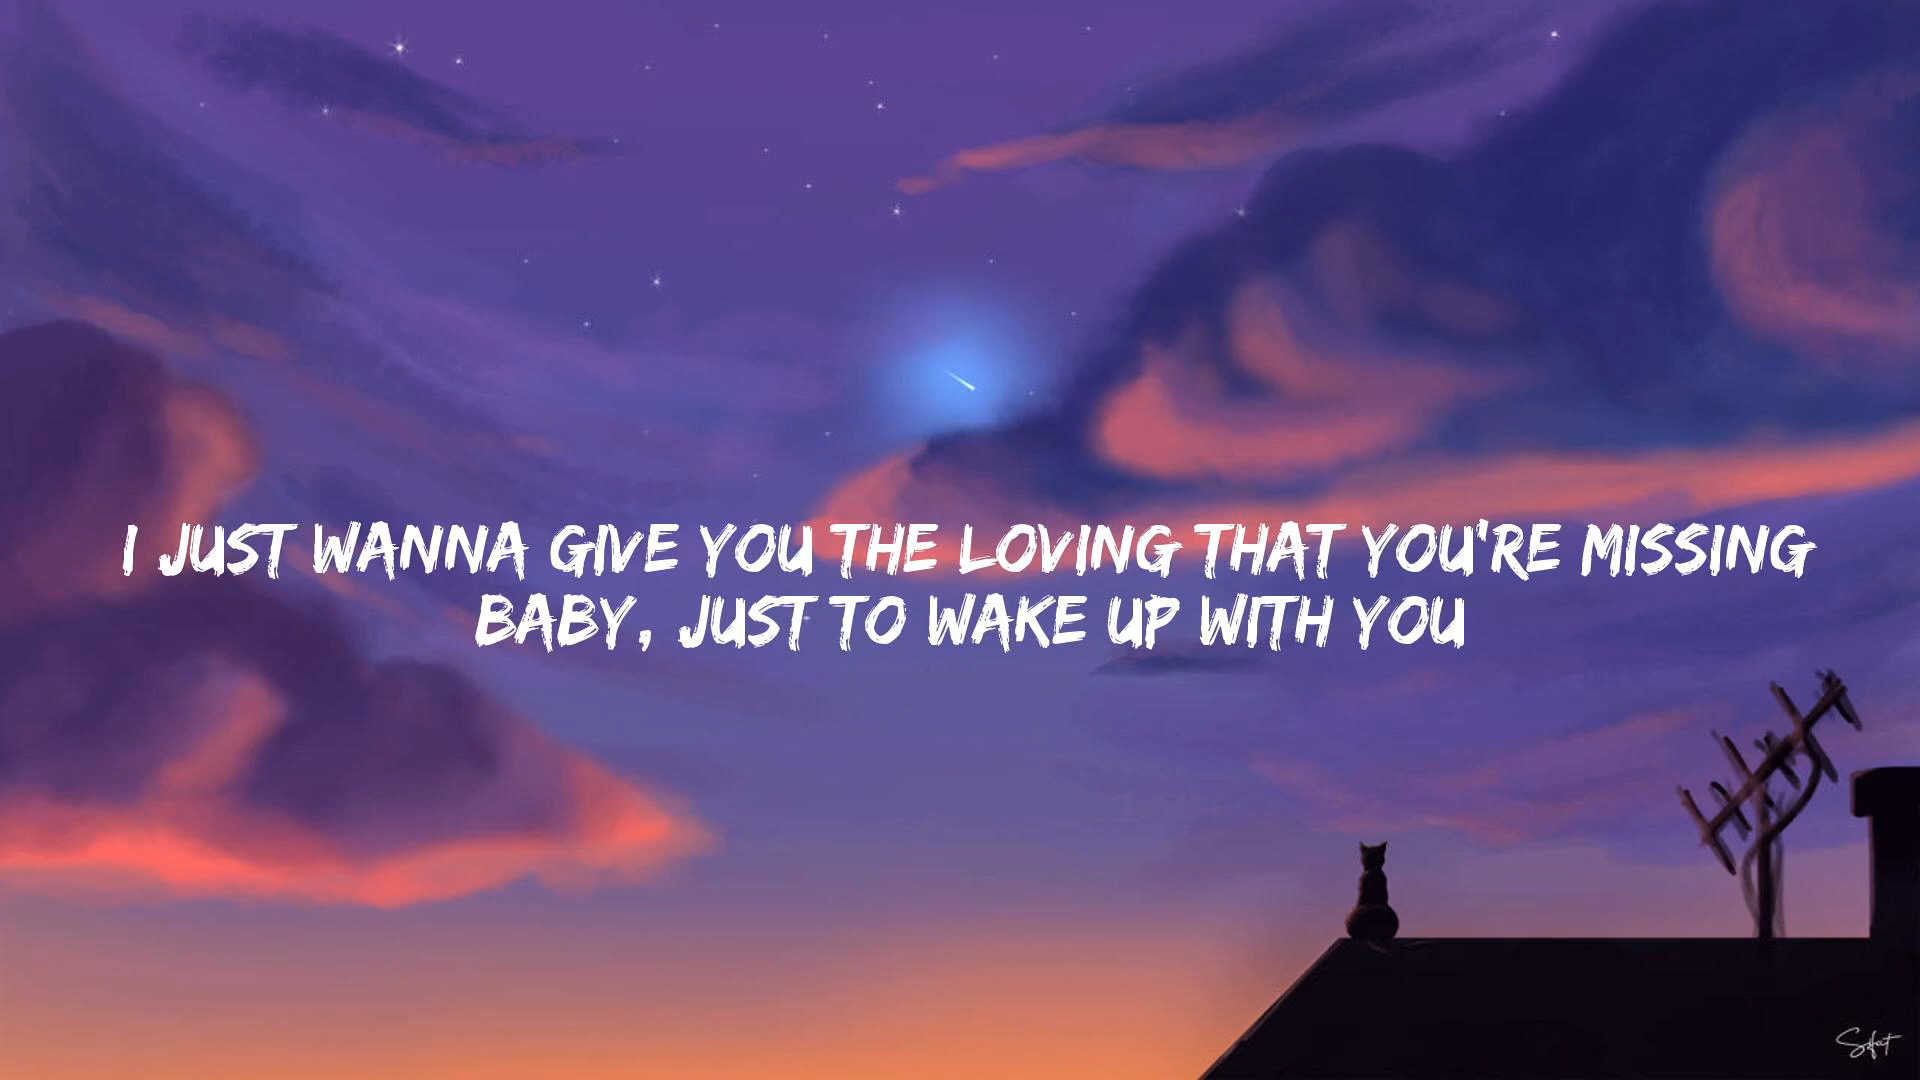 I JUST WANNA GIVE YOU THE LOVING THAT YOU'RE MISSING
BABY, JUST TO WAKE UP WITH YOU